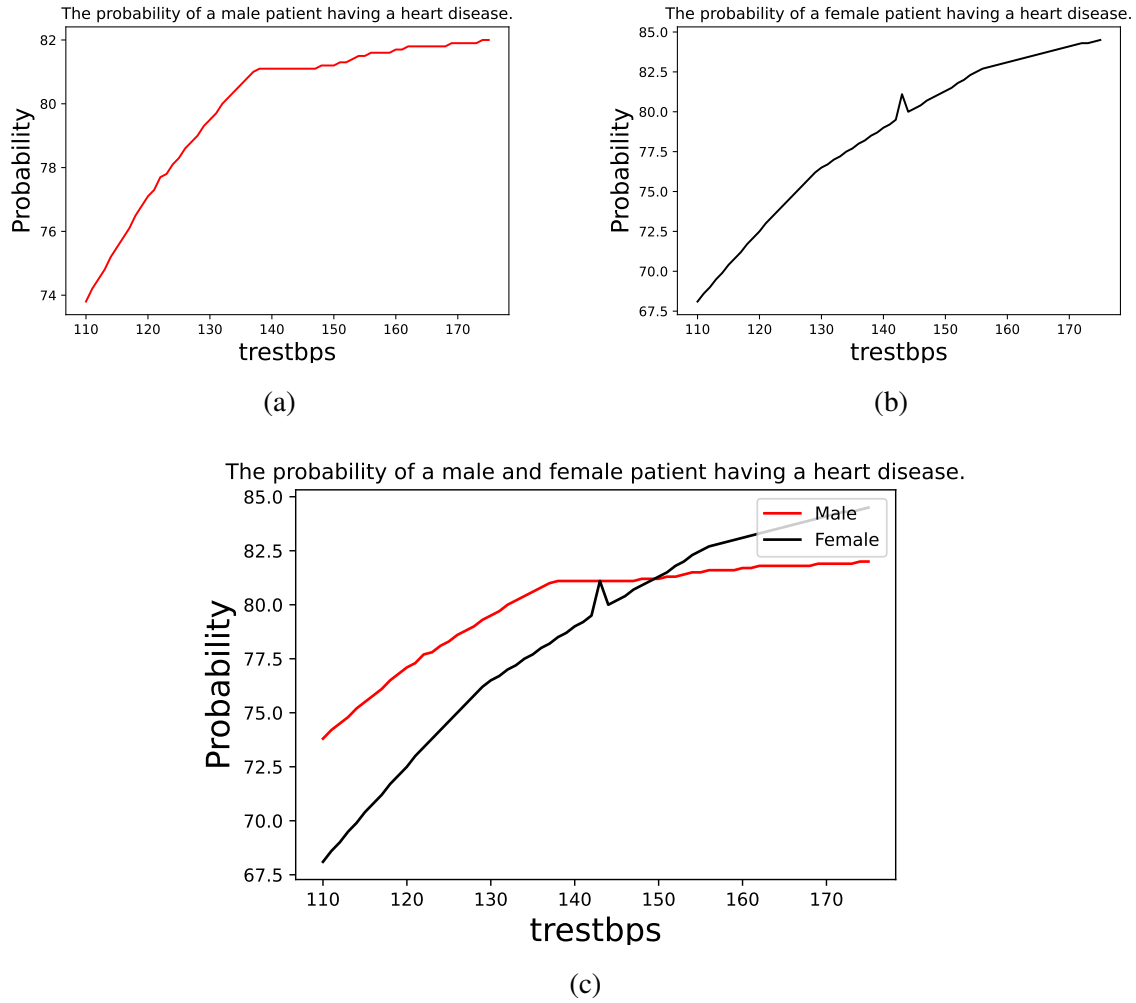 The probability of a male patient having a heart disease.
82
80
78
76
74
Probability
110 120 130 140 150 160 170
trestbps
(a)
The probability of a female patient having a heart disease.
85.0
82.5
80.0
77.5
75.0
72.5
70.0
67.5
Probability
110 120 130 140 150 160 170
trestbps
(b)
The probability of a male and female patient having a heart disease.
85.0
82.5
80.0
77.5
75.0
72.5
70.0
67.5
Probability
Male
Female
110 120 130 140 150 160 170
trestbps
(c)